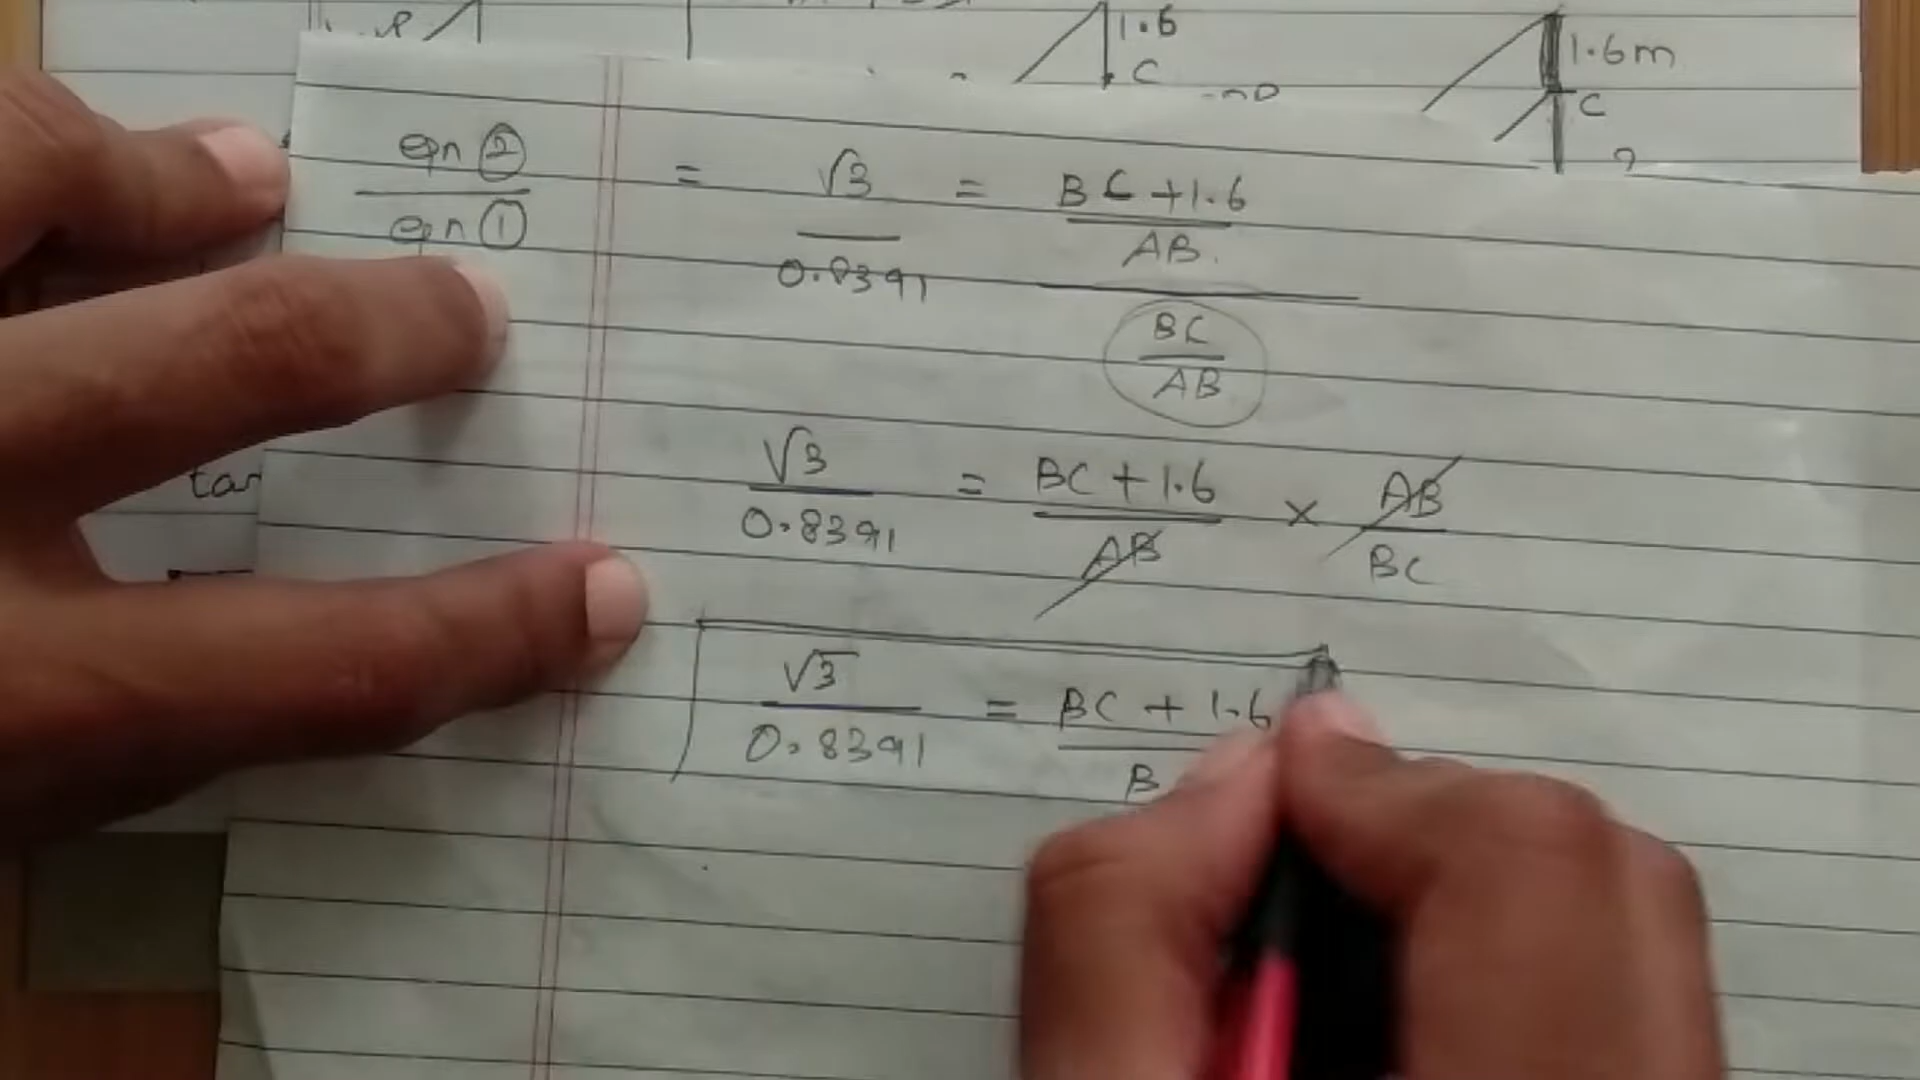 1.6
C
1.6m
C
eqn ② / eqn ① = √3 / 0.8391 = (BC + 1.6 / AB.) / (BC / AB)
√3 / 0.8391 = BC + 1.6 / AB × AB / BC
tan
√3 / 0.8391 = BC + 1.6 / B